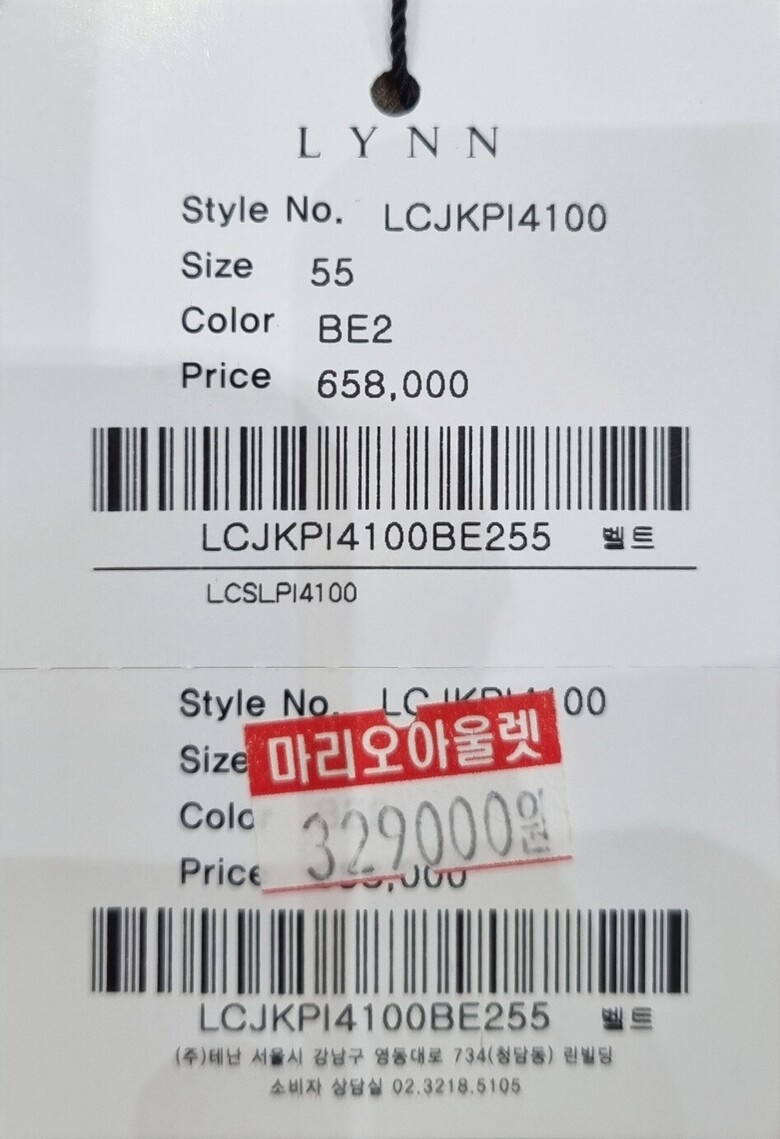 LYNN
Style No. LCJKPI4100
Size 55
Color BE2
Price 658,000
LCJKPI4100BE255 벨트
LCSLPI4100
Style No. LCJKPI4100
마리오아울렛
Size
329000원
Color
Price
LCJKPI4100BE255 벨트
(주)테난 서울시 강남구 영동대로 734(청담동) 린빌딩
소비자 상담실 02.3218.5105